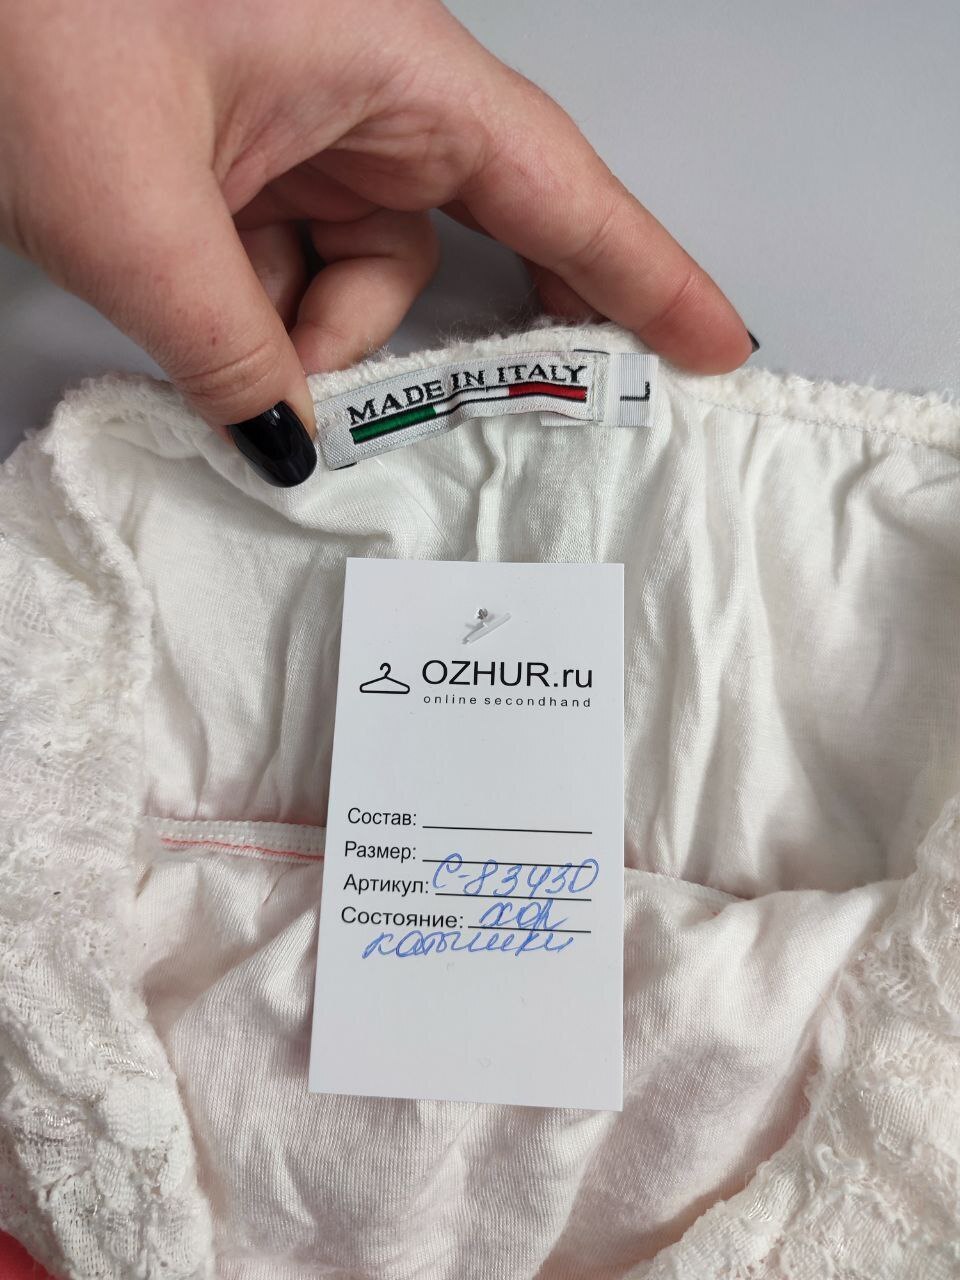 MADE IN ITALY
L
OZHUR.ru
online secondhand
Состав:
Размер:
Артикул: С-83430
Состояние: хор
катышки